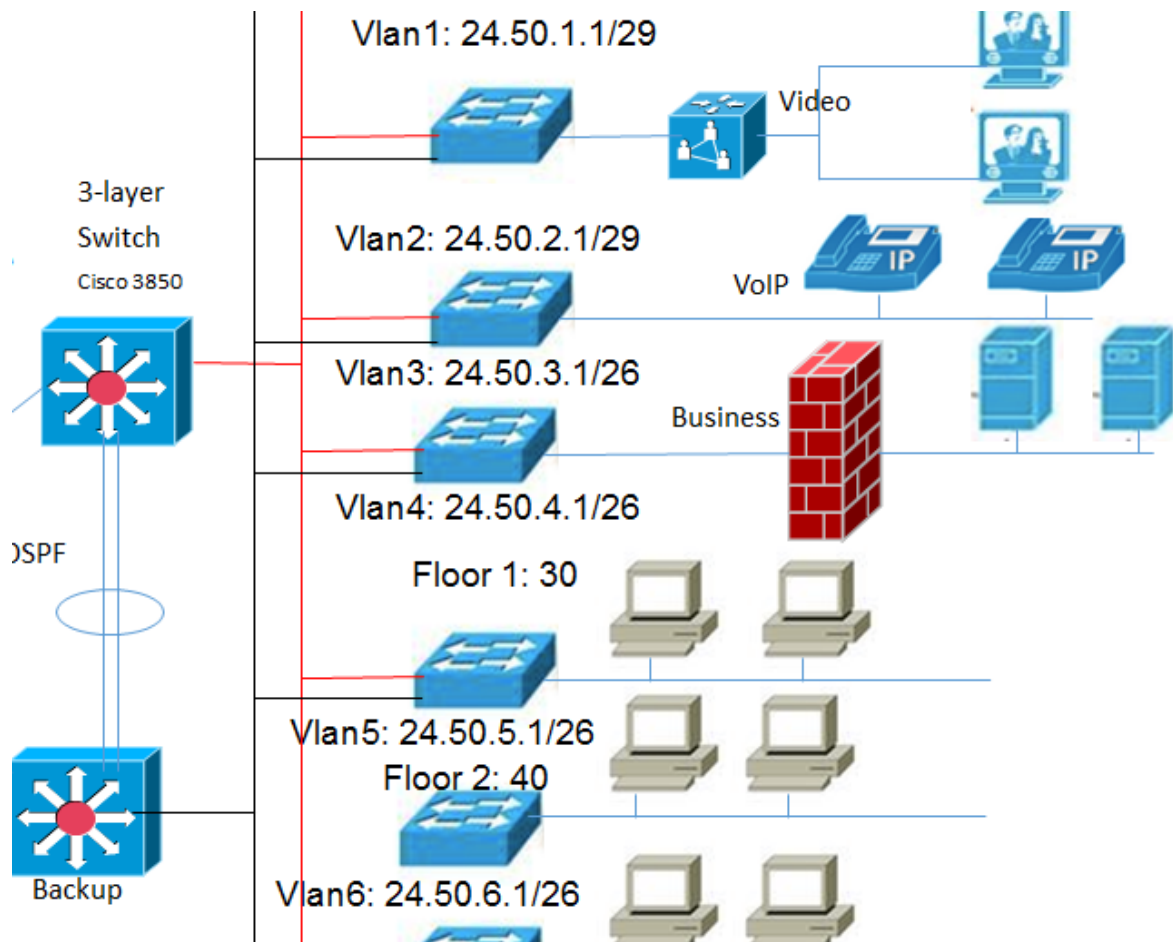 Vlan1: 24.50.1.1/29
Video
3-layer
Switch
Cisco 3850
Vlan2: 24.50.2.1/29
IP
IP
VoIP
Vlan3: 24.50.3.1/26
Business
Vlan4: 24.50.4.1/26
OSPF
Floor 1: 30
Vlan5: 24.50.5.1/26
Floor 2: 40
Backup
Vlan6: 24.50.6.1/26